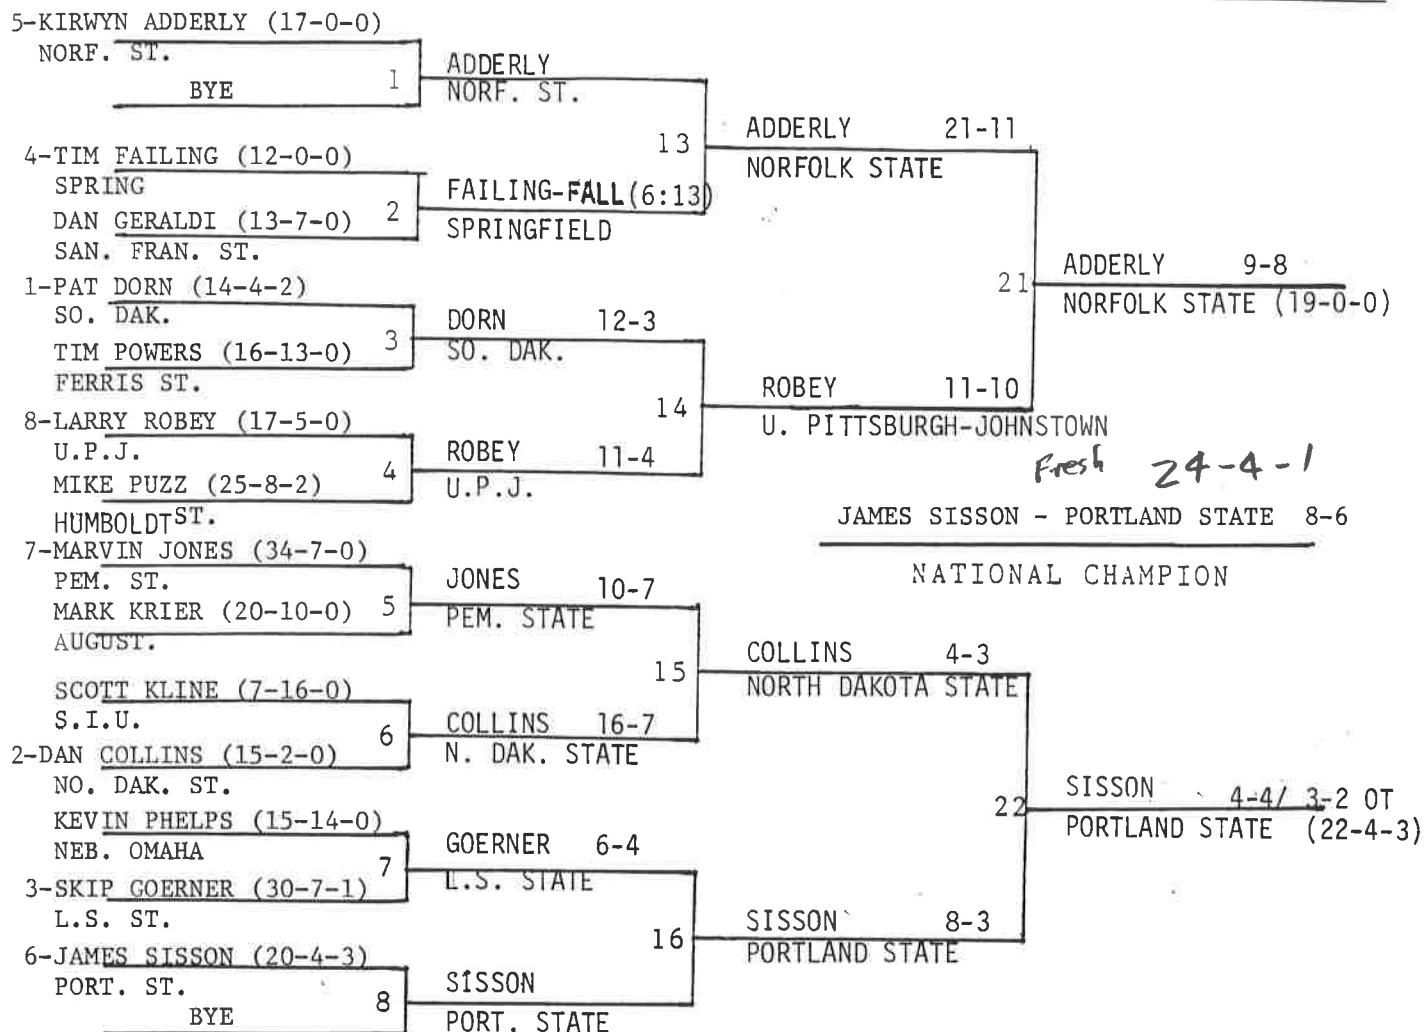 5-KIRWYN ADDERLY (17-0-0)
NORF. ST.
BYE
1
ADDERLY
NORF. ST.
4-TIM FAILING (12-0-0)
SPRING
DAN GERALDI (13-7-0)
SAN. FRAN. ST.
2
FAILING-FALL(6:13)
SPRINGFIELD
13
ADDERLY 21-11
NORFOLK STATE
1-PAT DORN (14-4-2)
SO. DAK.
TIM POWERS (16-13-0)
FERRIS ST.
3
DORN 12-3
SO. DAK.
8-LARRY ROBEY (17-5-0)
U.P.J.
MIKE PUZZ (25-8-2)
HUMBOLDT ST.
4
ROBEY 11-4
U.P.J.
14
ROBEY 11-10
U. PITTSBURGH-JOHNSTOWN
21
ADDERLY 9-8
NORFOLK STATE (19-0-0)
Fresh 24-4-1
JAMES SISSON - PORTLAND STATE 8-6
NATIONAL CHAMPION
7-MARVIN JONES (34-7-0)
PEM. ST.
MARK KRIER (20-10-0)
AUGUST.
5
JONES 10-7
PEM. STATE
SCOTT KLINE (7-16-0)
S.I.U.
2-DAN COLLINS (15-2-0)
NO. DAK. ST.
6
COLLINS 16-7
N. DAK. STATE
15
COLLINS 4-3
NORTH DAKOTA STATE
KEVIN PHELPS (15-14-0)
NEB. OMAHA
3-SKIP GOERNER (30-7-1)
L.S. ST.
7
GOERNER 6-4
L.S. STATE
6-JAMES SISSON (20-4-3)
PORT. ST.
BYE
8
SISSON
PORT. STATE
16
SISSON 8-3
PORTLAND STATE
22
SISSON 4-4/ 3-2 OT
PORTLAND STATE (22-4-3)